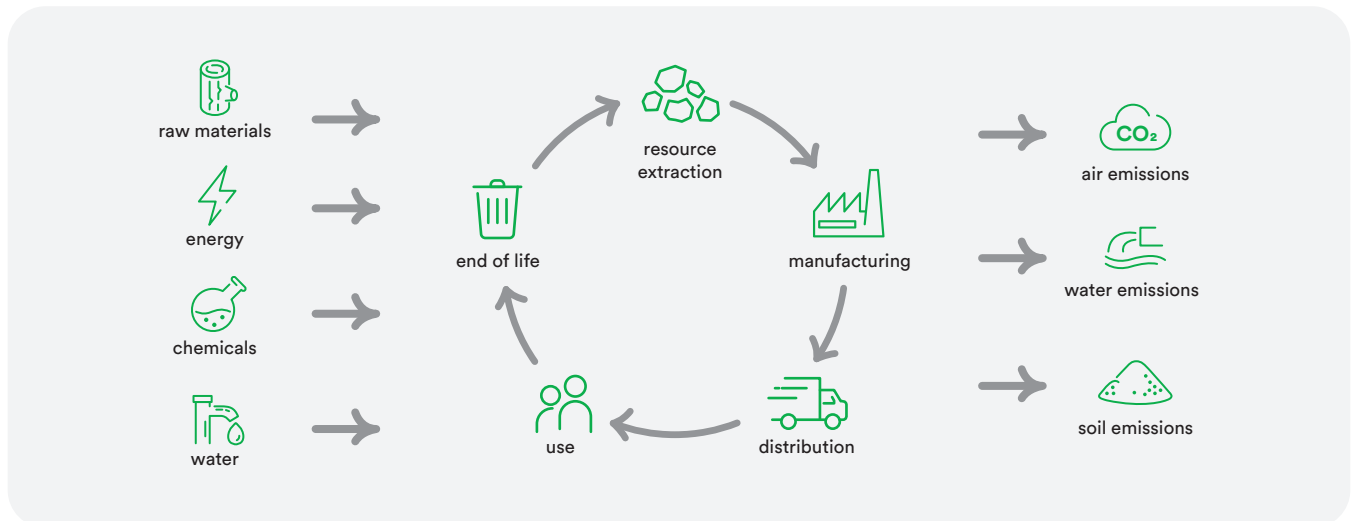 raw materials
energy
chemicals
water
resource
extraction
manufacturing
distribution
use
end of life
CO₂
air emissions
water emissions
soil emissions